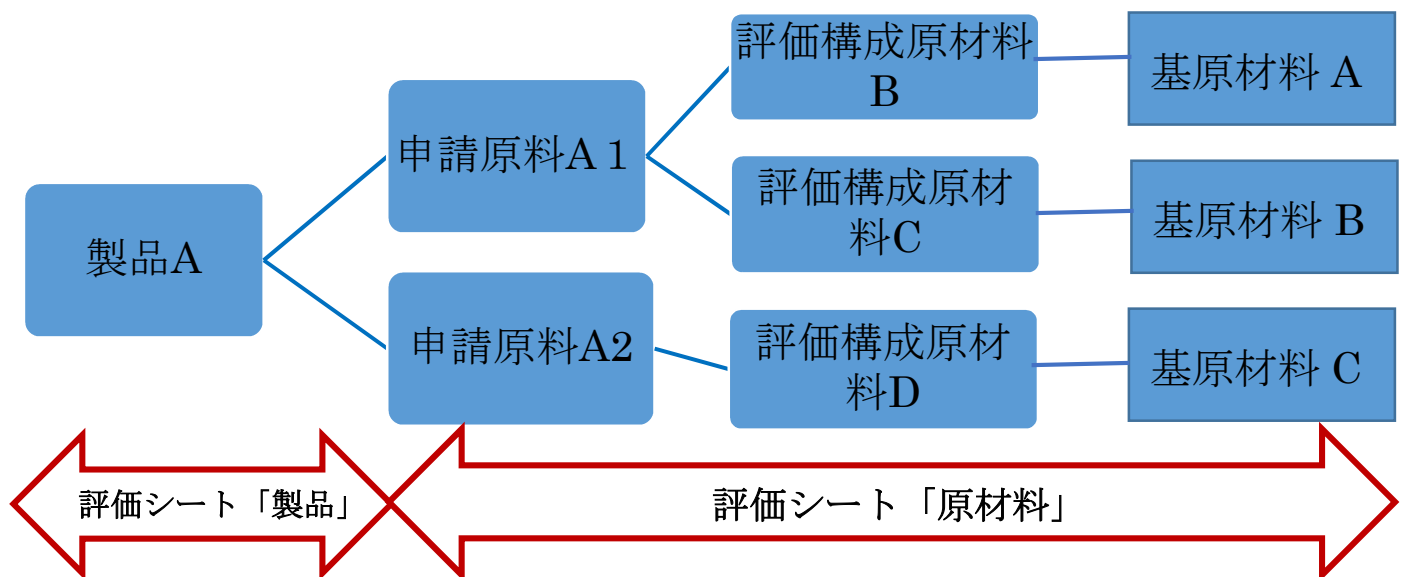 製品A
申請原料A１
申請原料A2
評価構成原材料
B
評価構成原材
料C
評価構成原材
料D
基原材料 A
基原材料 B
基原材料 C
評価シート「製品」
評価シート「原材料」